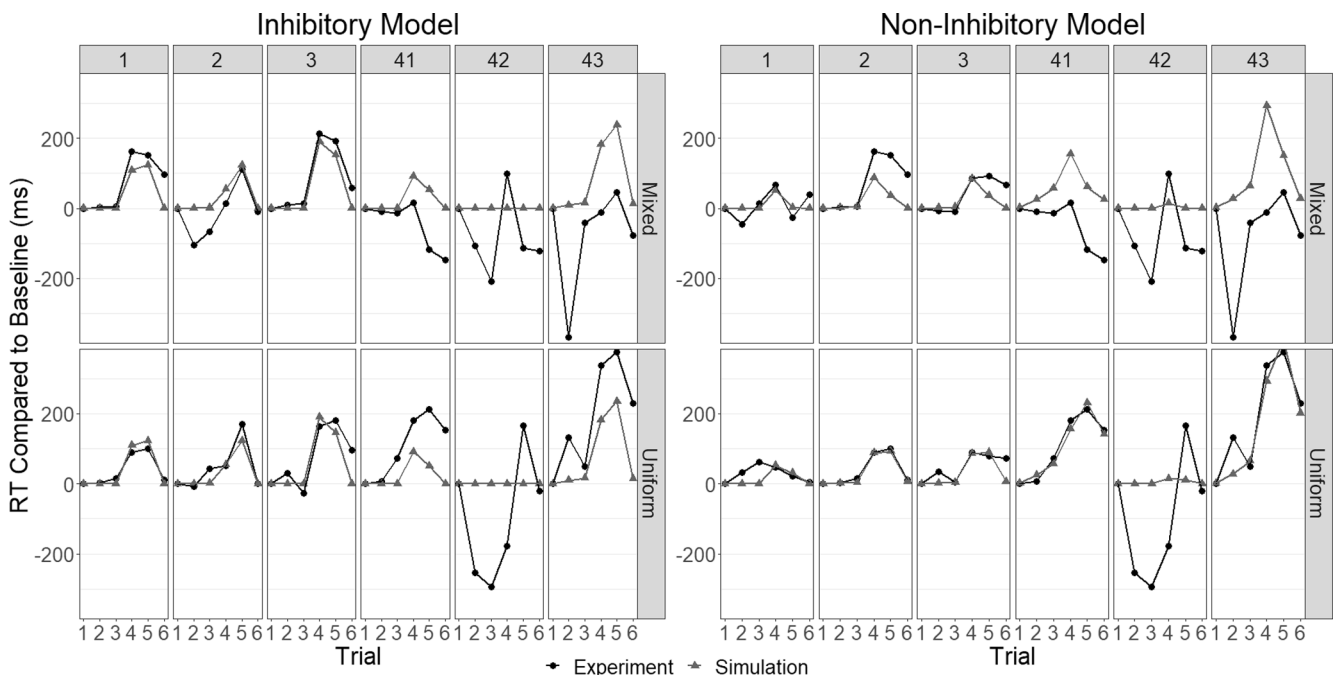 Inhibitory Model
Non-Inhibitory Model
1 2 3 41 42 43
1 2 3 41 42 43
RT Compared to Baseline (ms)
200
0
-200
Mixed
200
0
-200
Mixed
200
0
-200
Uniform
200
0
-200
Uniform
1 2 3 4 5 6 1 2 3 4 5 6 1 2 3 4 5 6 1 2 3 4 5 6 1 2 3 4 5 6 1 2 3 4 5 6
1 2 3 4 5 6 1 2 3 4 5 6 1 2 3 4 5 6 1 2 3 4 5 6 1 2 3 4 5 6 1 2 3 4 5 6
Trial
Trial
Experiment Simulation